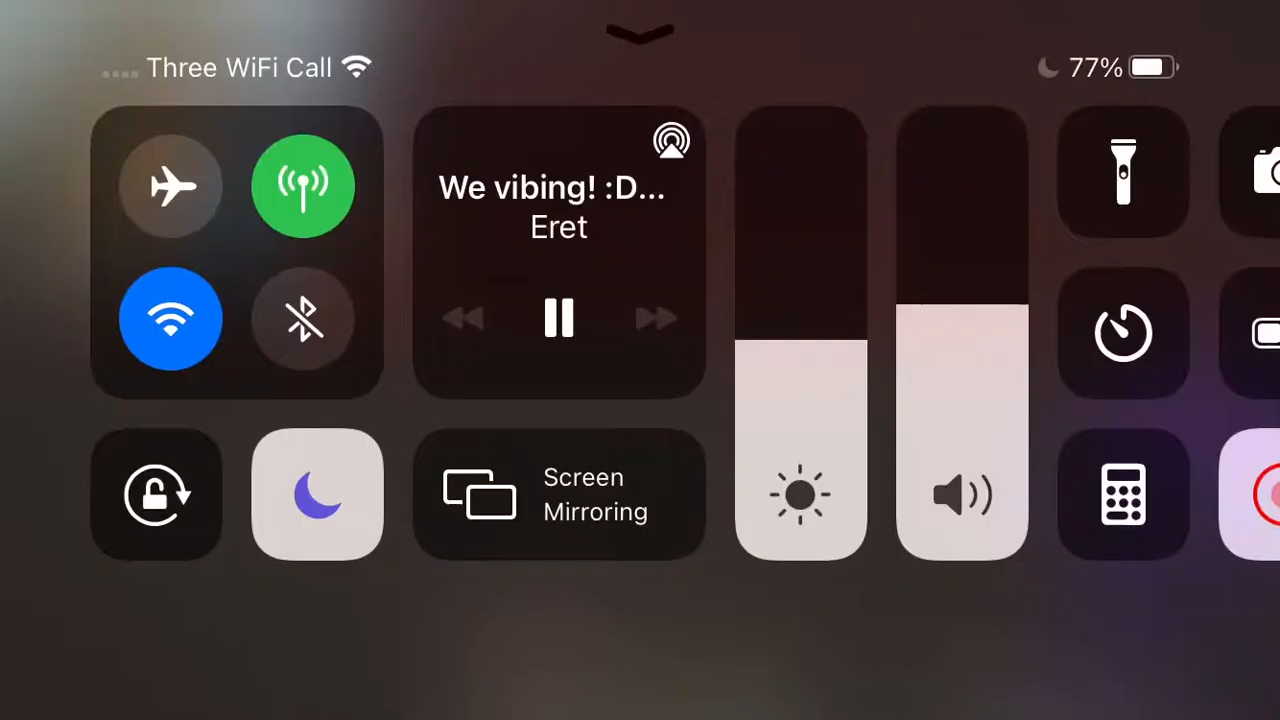 Three WiFi Call
77%
We vibing! :D...
Eret
Screen
Mirroring